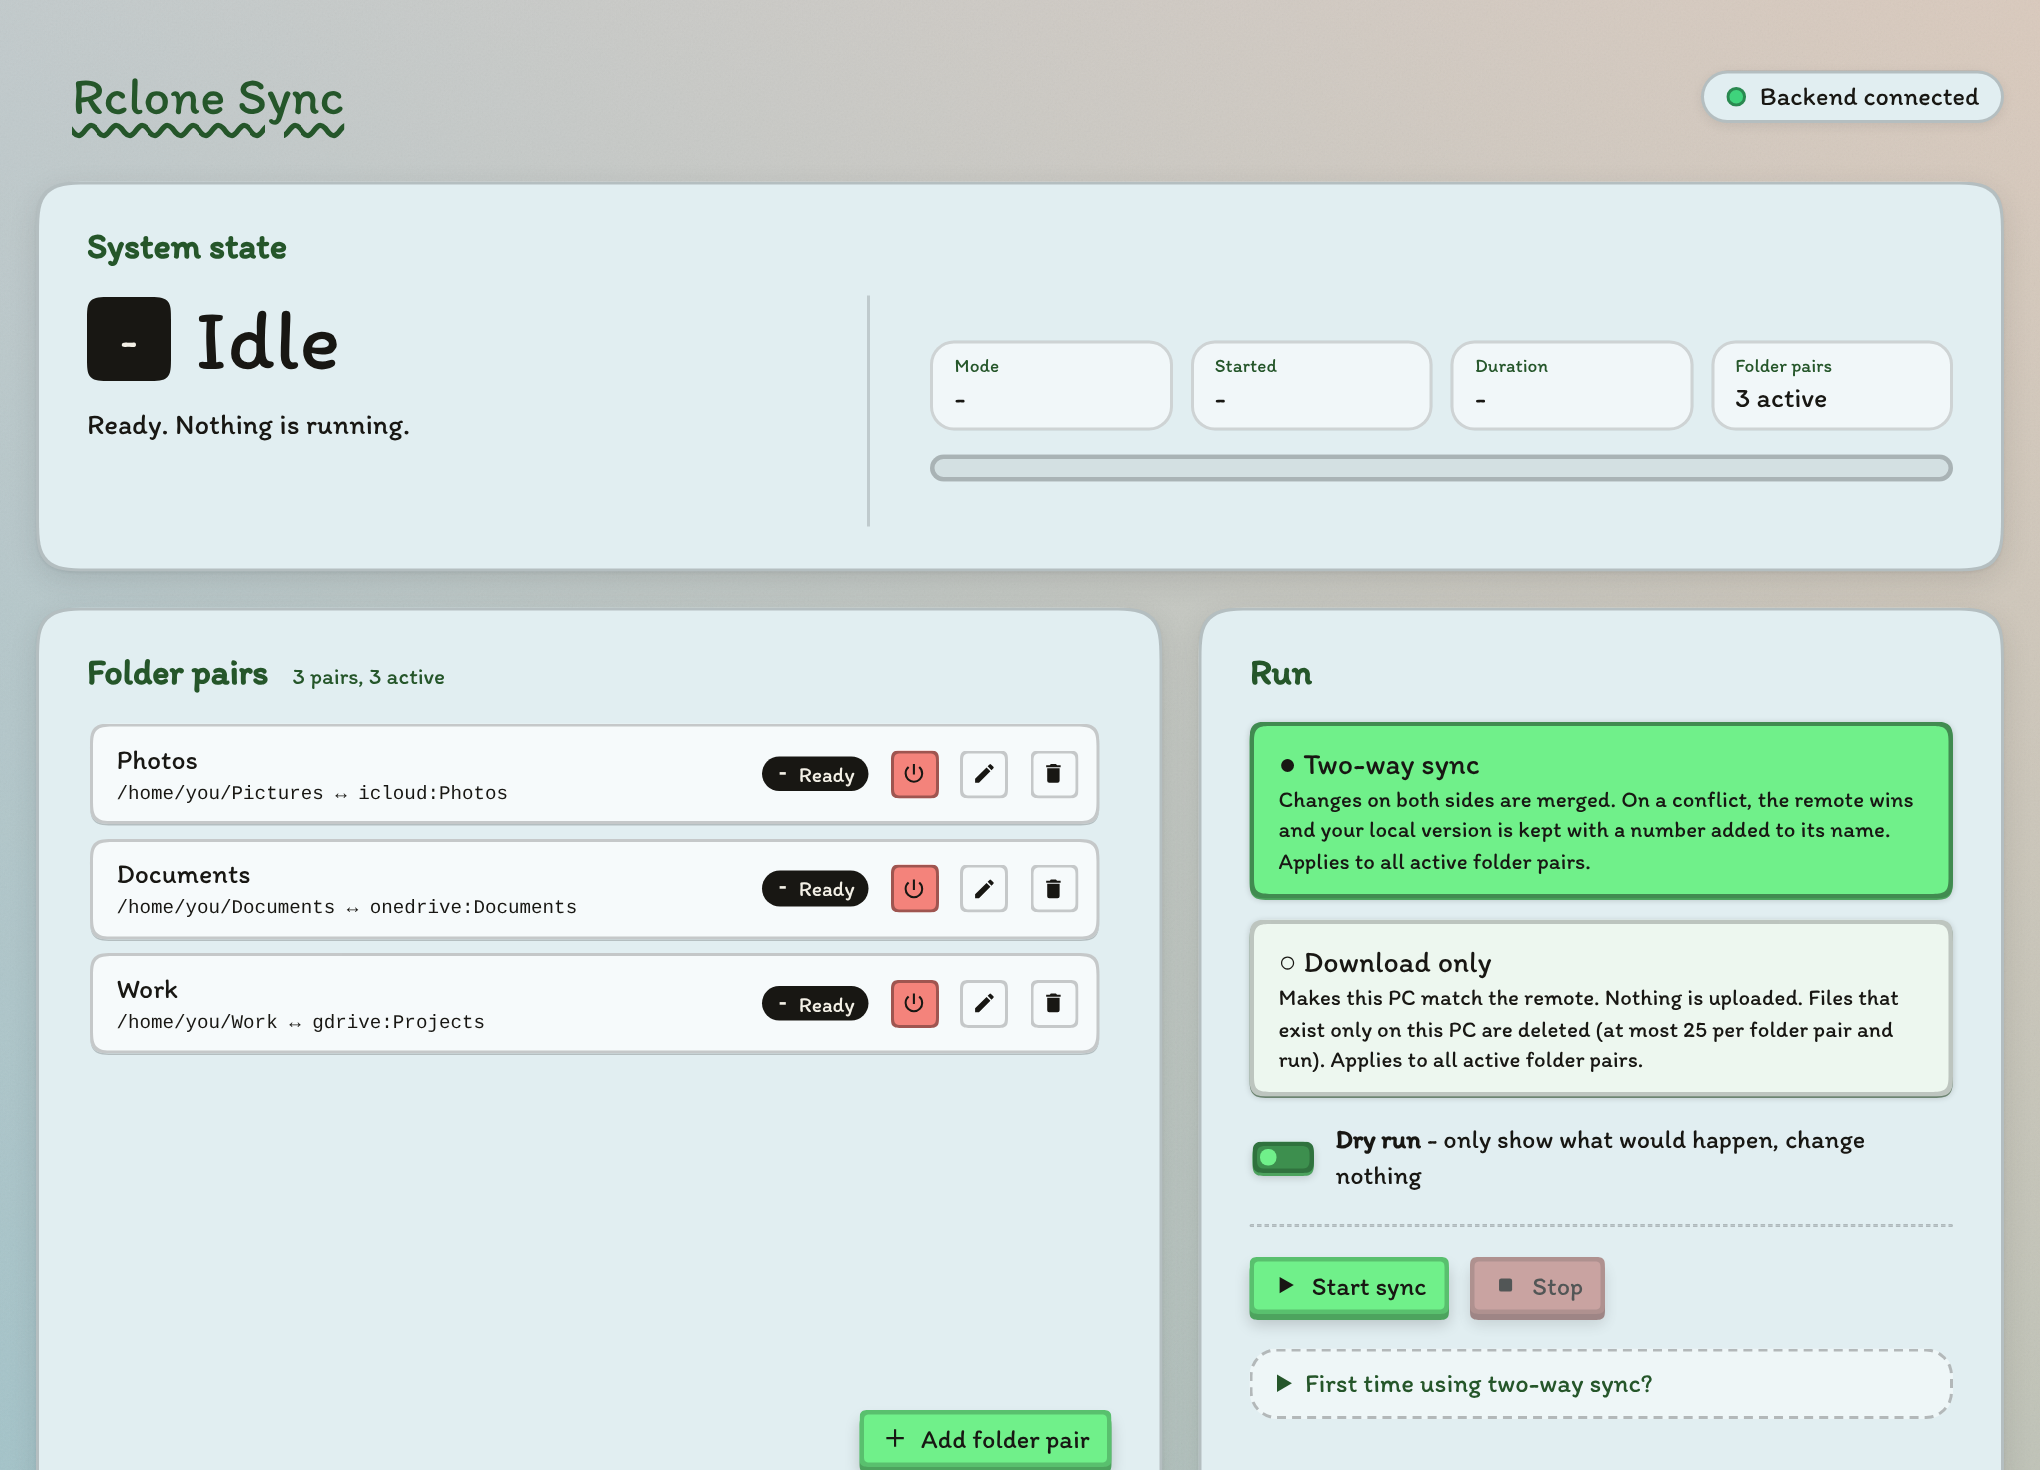 Rclone Sync
Backend connected
System state
- Idle
Ready. Nothing is running.
Mode
-
Started
-
Duration
-
Folder pairs
3 active
Folder pairs 3 pairs, 3 active
Photos
/home/you/Pictures ↔ icloud:Photos
- Ready
Documents
/home/you/Documents ↔ onedrive:Documents
- Ready
Work
/home/you/Work ↔ gdrive:Projects
- Ready
+ Add folder pair
Run
● Two-way sync
Changes on both sides are merged. On a conflict, the remote wins
and your local version is kept with a number added to its name.
Applies to all active folder pairs.
○ Download only
Makes this PC match the remote. Nothing is uploaded. Files that
exist only on this PC are deleted (at most 25 per folder pair and
run). Applies to all active folder pairs.
Dry run - only show what would happen, change
nothing
▶ Start sync
■ Stop
▶ First time using two-way sync?